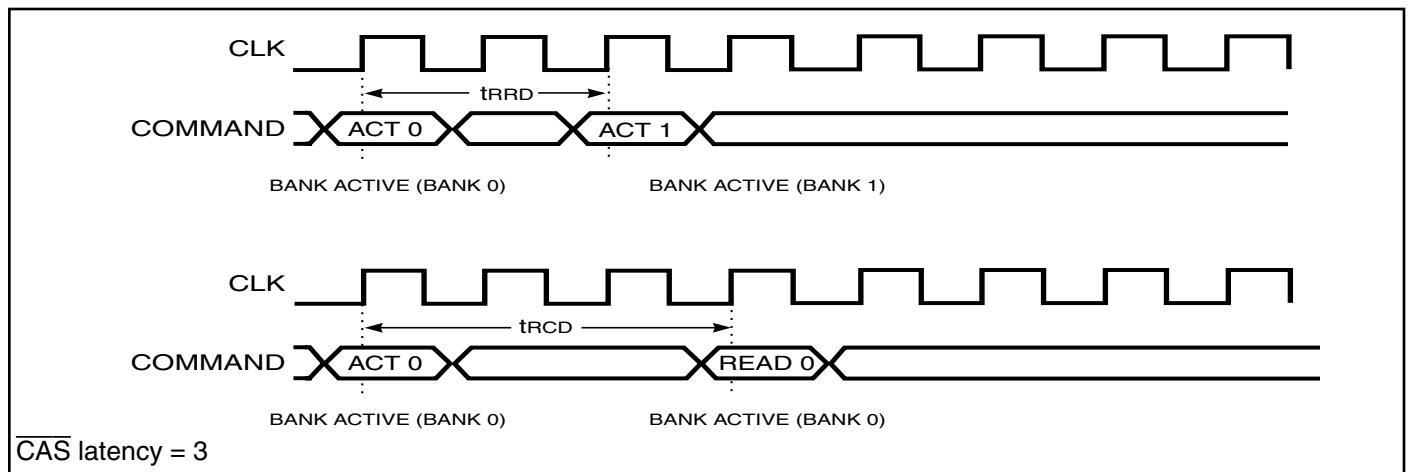 CLK
tRRD
COMMAND ACT 0 ACT 1
BANK ACTIVE (BANK 0) BANK ACTIVE (BANK 1)
CLK
tRCD
COMMAND ACT 0 READ 0
BANK ACTIVE (BANK 0) BANK ACTIVE (BANK 0)
C̅A̅S̅ latency = 3